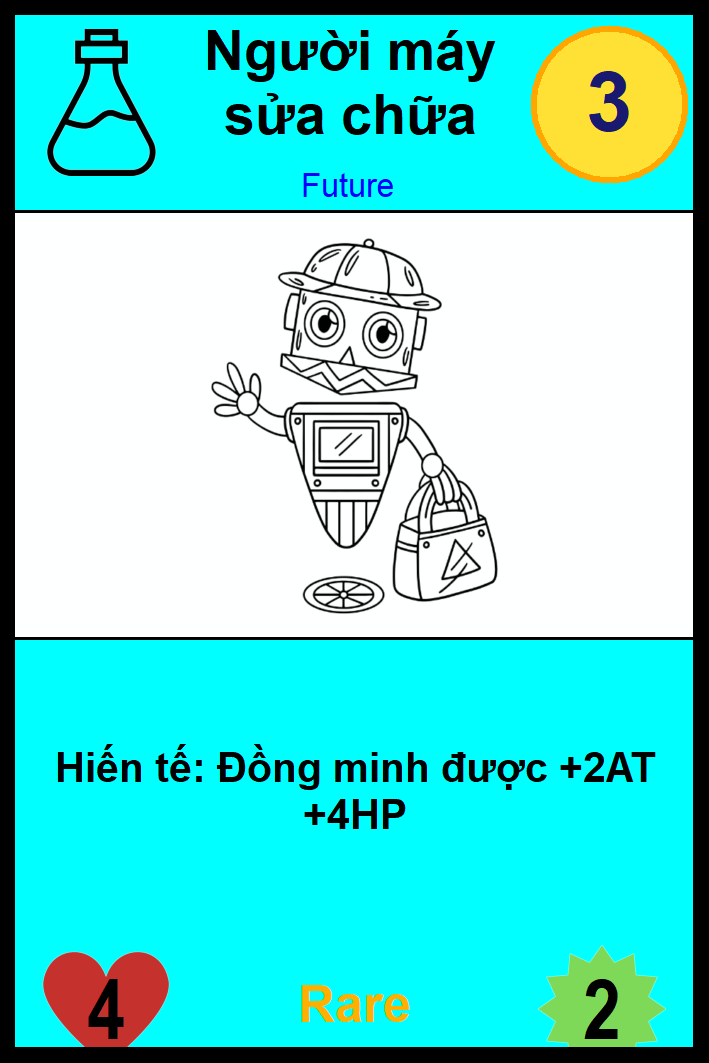 Người máy
sửa chữa
3
Future
Hiến tế: Đồng minh được +2AT
+4HP
4
Rare
2